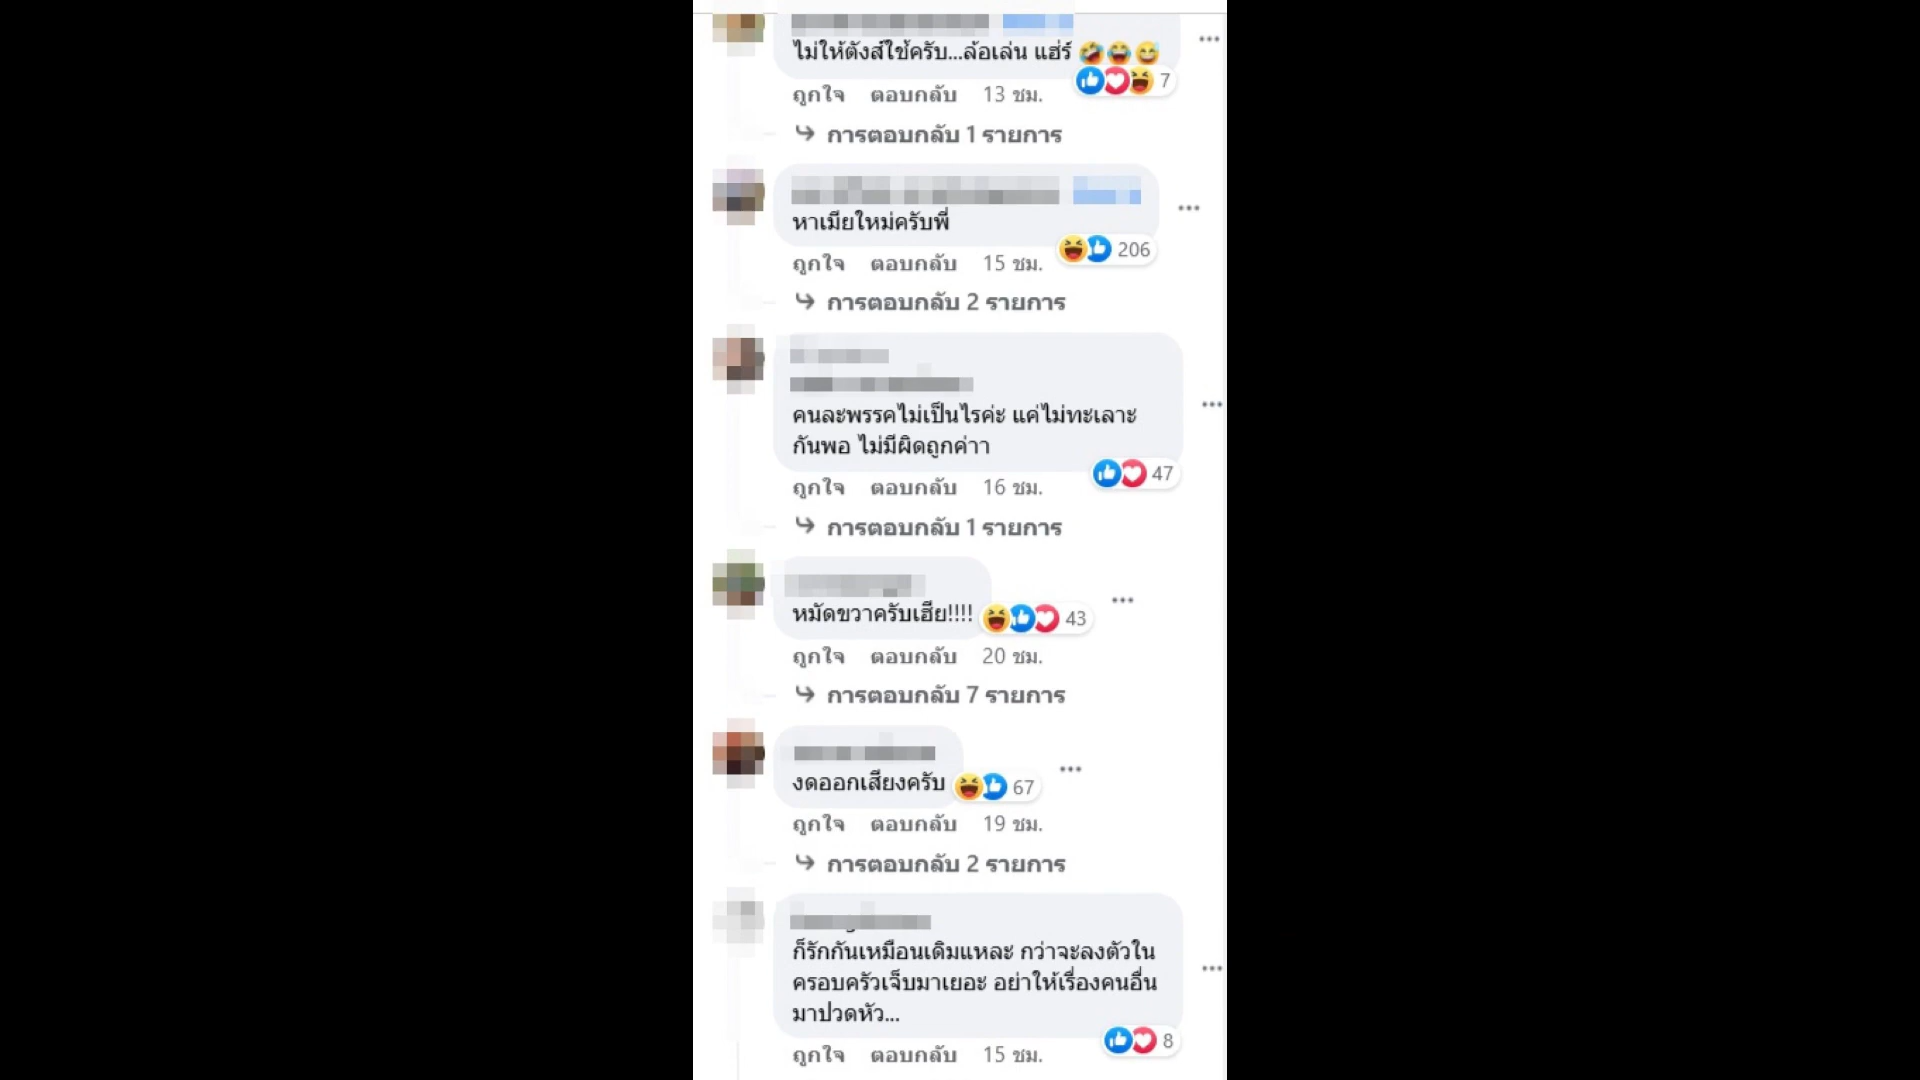 ไม่ให้ตังส์ใช้ครับ...ล้อเล่น แฮ่ร์
7
ถูกใจ ตอบกลับ 13 ชม.
การตอบกลับ 1 รายการ
หาเมียใหม่ครับพี่
206
ถูกใจ ตอบกลับ 15 ชม.
การตอบกลับ 2 รายการ
คนละพรรคไม่เป็นไรค่ะ แค่ไม่ทะเลาะ
กันพอ ไม่มีผิดถูกค่าา
47
ถูกใจ ตอบกลับ 16 ชม.
การตอบกลับ 1 รายการ
หมัดขวาครับเฮีย!!!!
43
ถูกใจ ตอบกลับ 20 ชม.
การตอบกลับ 7 รายการ
งดออกเสียงครับ
67
ถูกใจ ตอบกลับ 19 ชม.
การตอบกลับ 2 รายการ
ก็รักกันเหมือนเดิมแหละ กว่าจะลงตัวใน
ครอบครัวเจ็บมาเยอะ อย่าให้เรื่องคนอื่น
มาปวดหัว...
8
ถูกใจ ตอบกลับ 15 ชม.